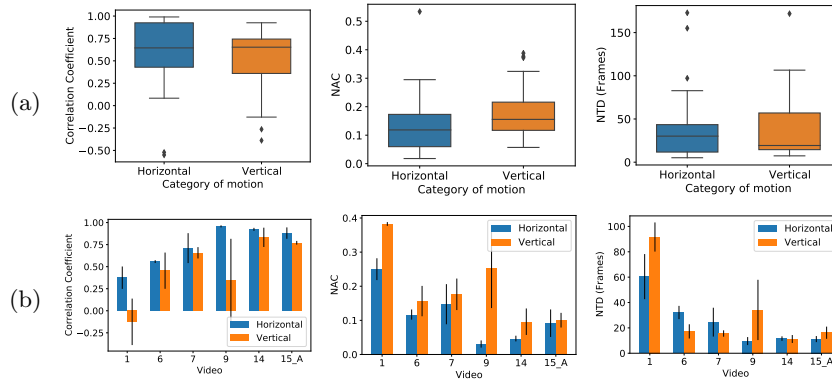 (a)
Correlation Coefficient
1.00
0.75
0.50
0.25
0.00
−0.25
−0.50
Horizontal
Vertical
Category of motion
NAC
0.5
0.4
0.3
0.2
0.1
0.0
Horizontal
Vertical
Category of motion
NTD (Frames)
150
100
50
0
Horizontal
Vertical
Category of motion
(b)
Correlation Coefficient
1.00
0.75
0.50
0.25
0.00
−0.25
Horizontal
Vertical
1 6 7 9 14 15_A
Video
NAC
0.4
0.3
0.2
0.1
0.0
Horizontal
Vertical
1 6 7 9 14 15_A
Video
NTD (Frames)
100
80
60
40
20
0
Horizontal
Vertical
1 6 7 9 14 15_A
Video